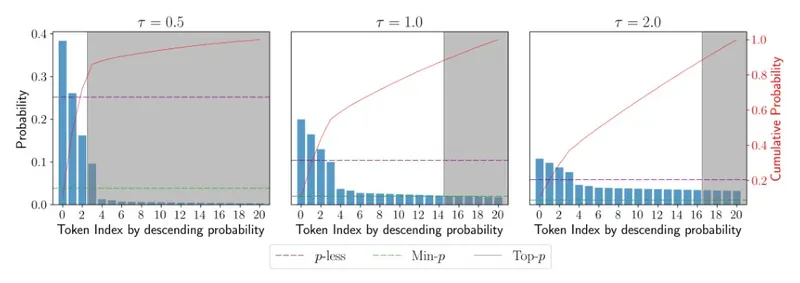 τ = 0.5
τ = 1.0
τ = 2.0
Probability
0.4
0.3
0.2
0.1
0.0
1.0
0.8
0.6
0.4
0.2
Cumulative Probability
0 2 4 6 8 10 12 14 16 18 20
0 2 4 6 8 10 12 14 16 18 20
0 2 4 6 8 10 12 14 16 18 20
Token Index by descending probability
Token Index by descending probability
Token Index by descending probability
p-less Min-p Top-p